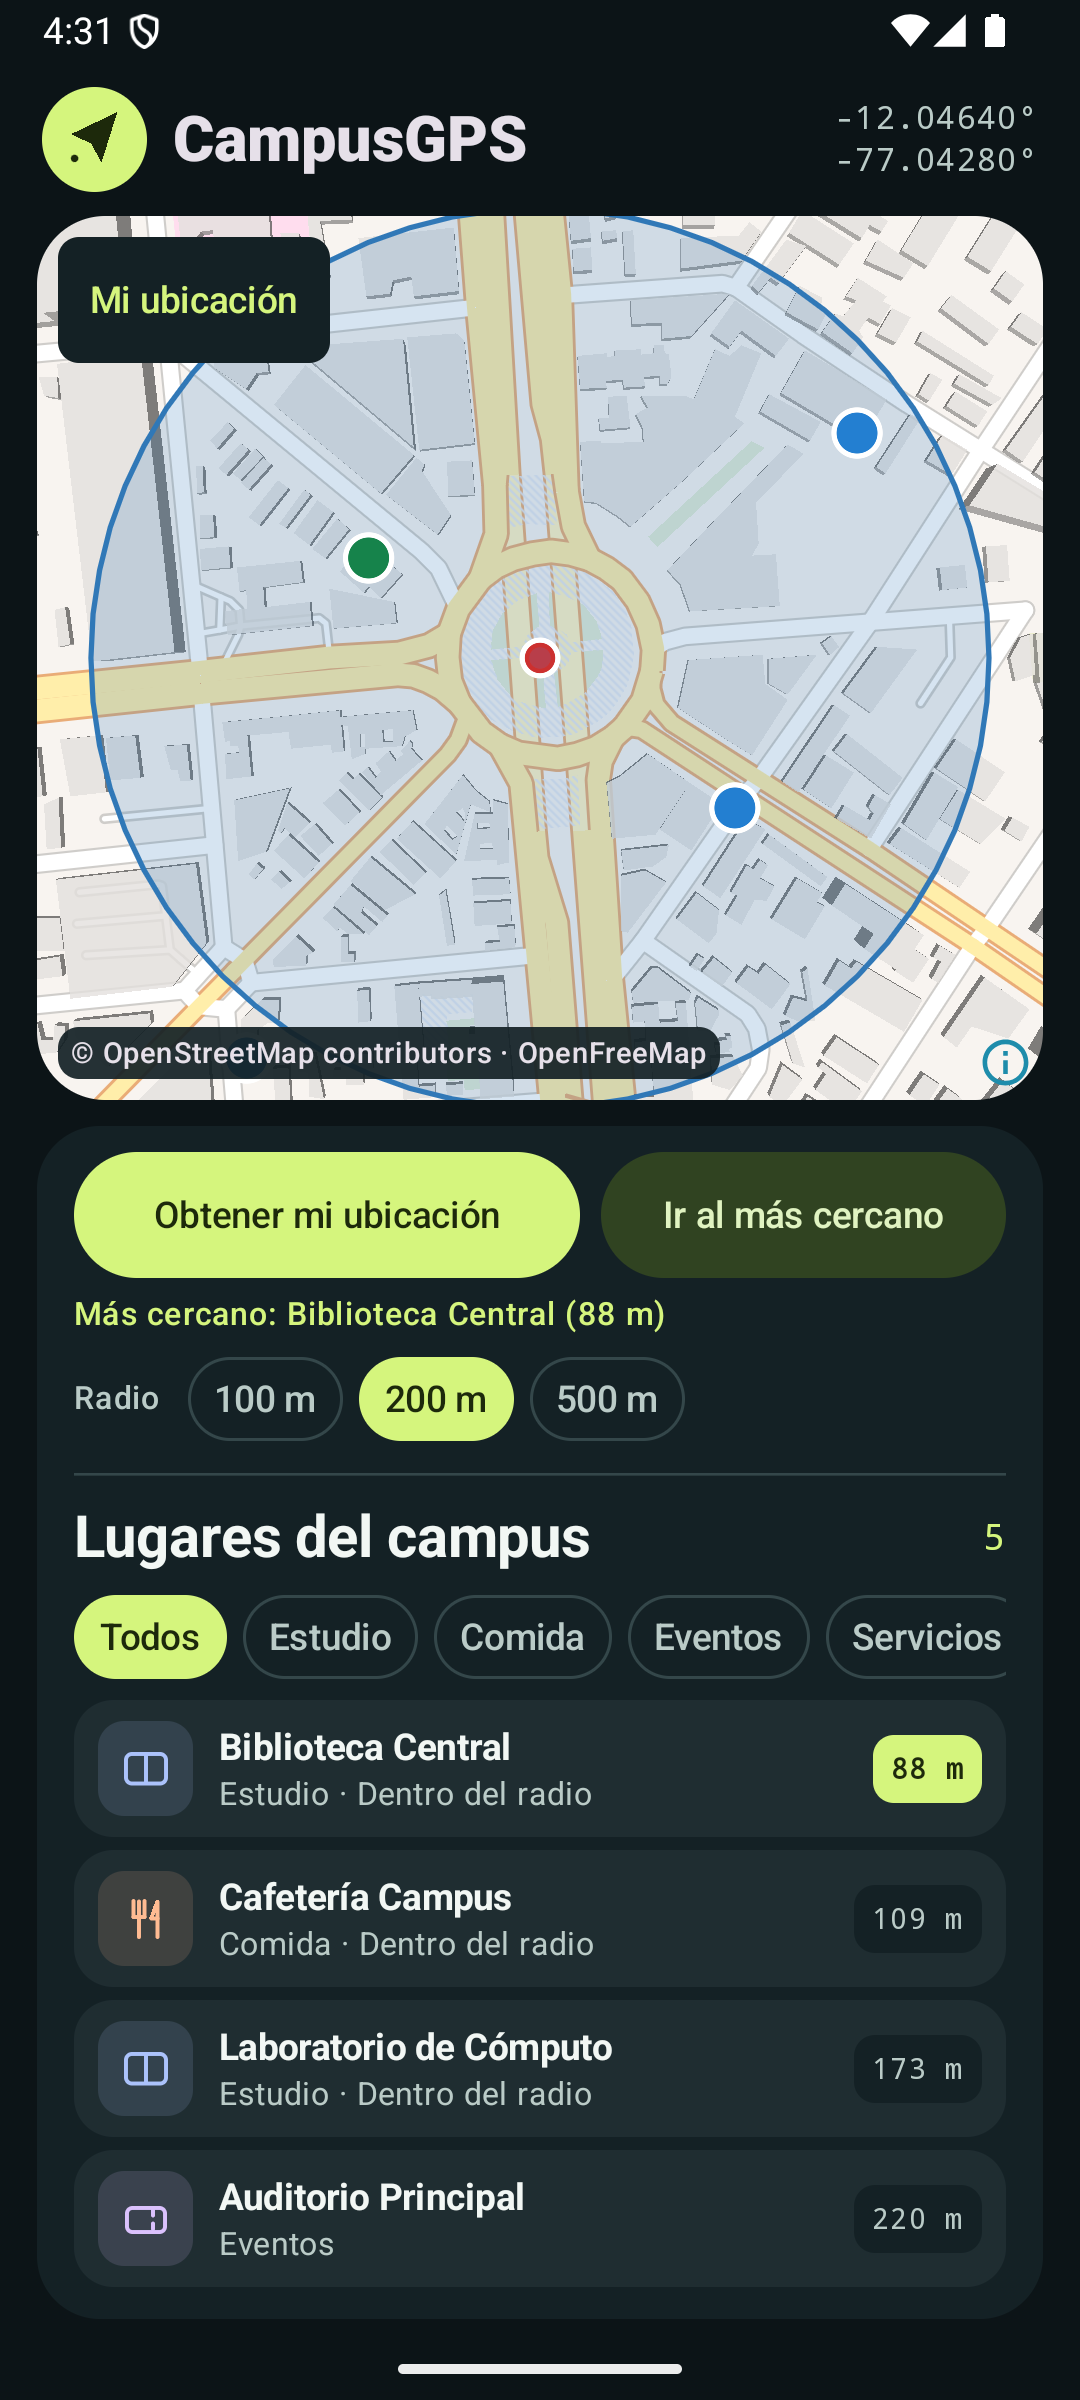 4:31
CampusGPS
-12.04640°
-77.04280°
Mi ubicación
© OpenStreetMap contributors · OpenFreeMap
Obtener mi ubicación
Ir al más cercano
Más cercano: Biblioteca Central (88 m)
Radio
100 m
200 m
500 m
Lugares del campus
5
Todos
Estudio
Comida
Eventos
Servicios
Biblioteca Central
Estudio · Dentro del radio
88 m
Cafetería Campus
Comida · Dentro del radio
109 m
Laboratorio de Cómputo
Estudio · Dentro del radio
173 m
Auditorio Principal
Eventos
220 m